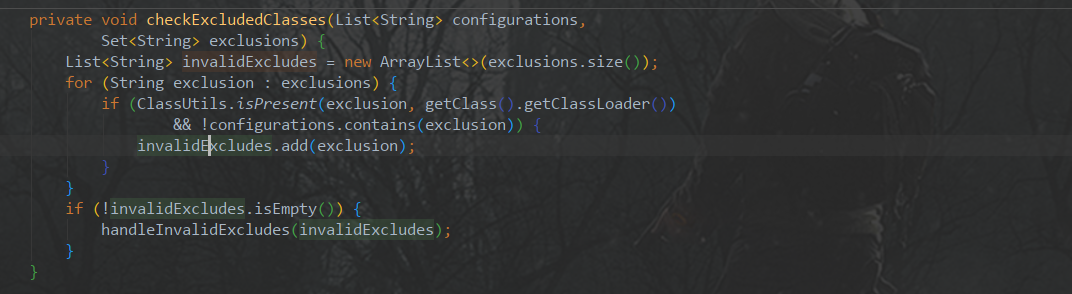 private void checkExcludedClasses(List<String> configurations,
Set<String> exclusions) {
List<String> invalidExcludes = new ArrayList<>(exclusions.size());
for (String exclusion : exclusions) {
if (ClassUtils.isPresent(exclusion, getClass().getClassLoader())
&& !configurations.contains(exclusion)) {
invalidExcludes.add(exclusion);
}
}
if (!invalidExcludes.isEmpty()) {
handleInvalidExcludes(invalidExcludes);
}
}